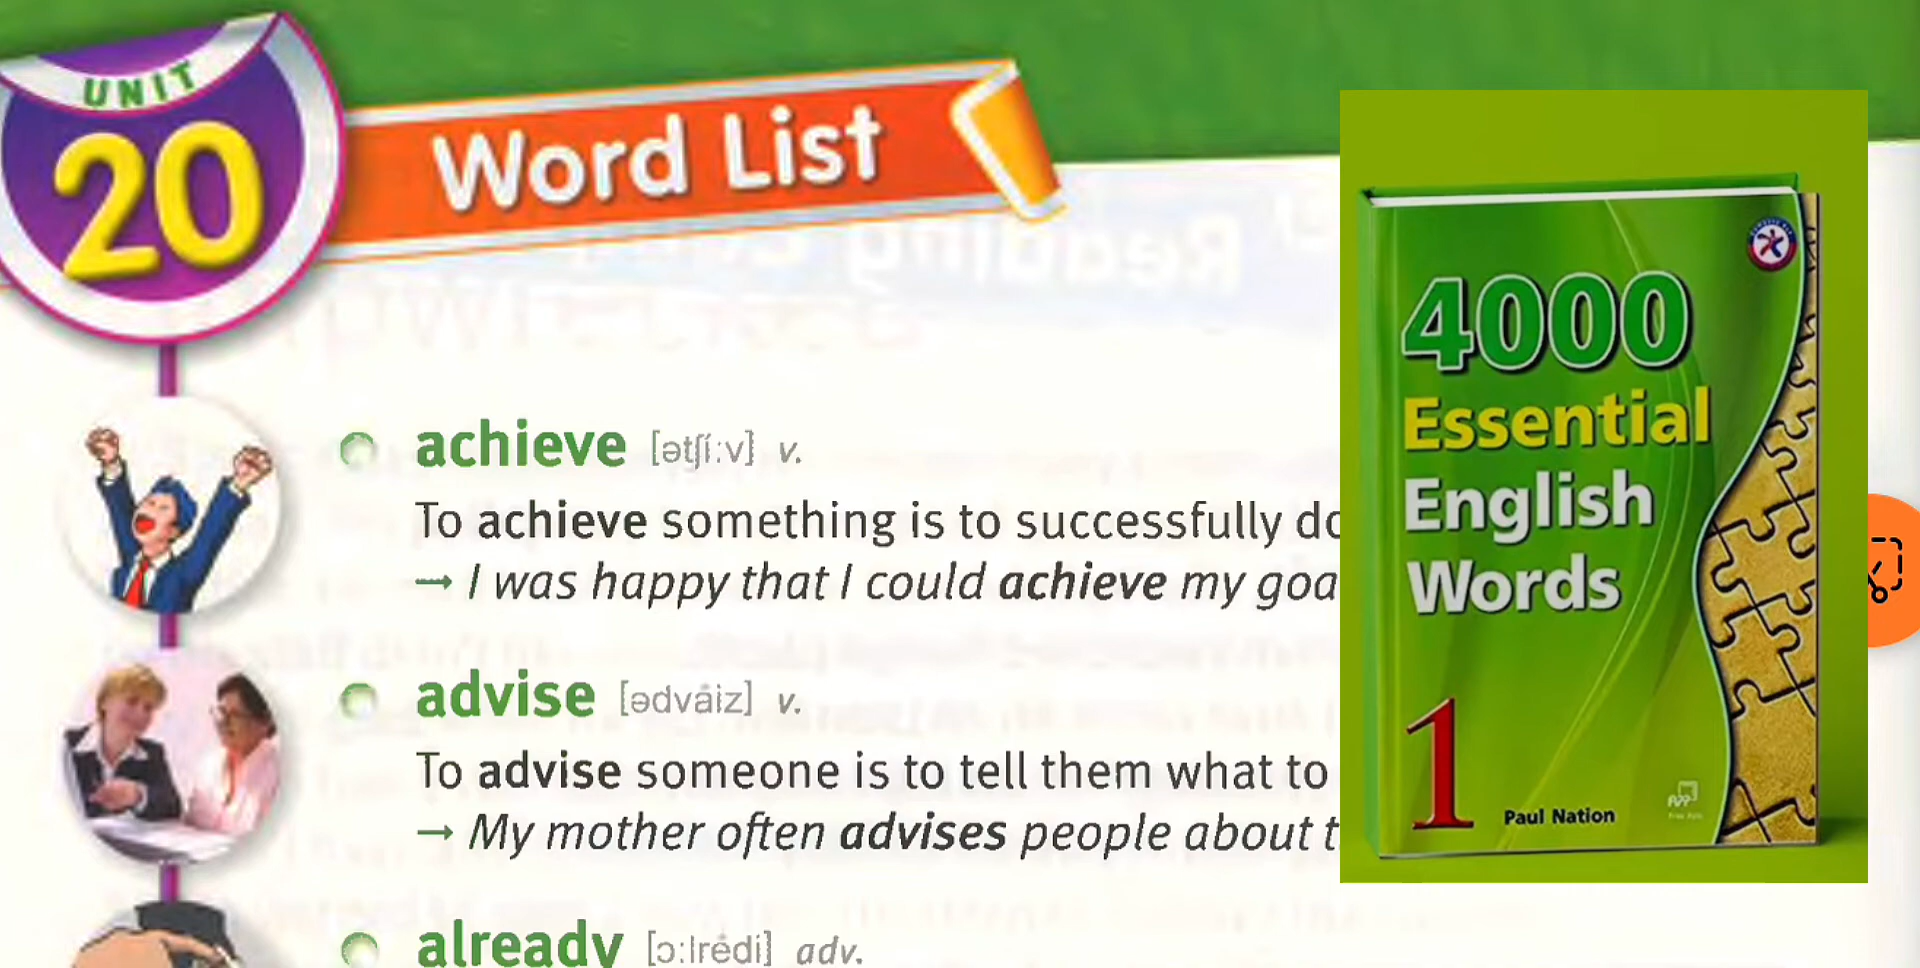 UNIT
20
Word List
achieve [ətʃíːv] v.
To achieve something is to successfully do
→ I was happy that I could achieve my goa
advise [ədváiz] v.
To advise someone is to tell them what to
→ My mother often advises people about t
already [ɔːlrédi] adv.
4000
Essential
English
Words
1
Paul Nation